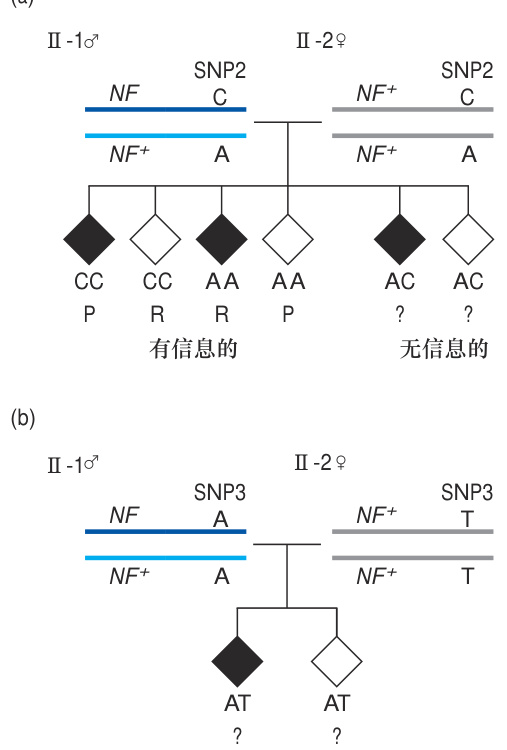 (a)
Ⅱ-1♂ Ⅱ-2♀
SNP2 SNP2
NF C NF⁺ C
NF⁺ A NF⁺ A
CC CC AA AA AC AC
P R R P ? ?
有信息的 无信息的
(b)
Ⅱ-1♂ Ⅱ-2♀
SNP3 SNP3
NF A NF⁺ T
NF⁺ A NF⁺ T
AT AT
? ?